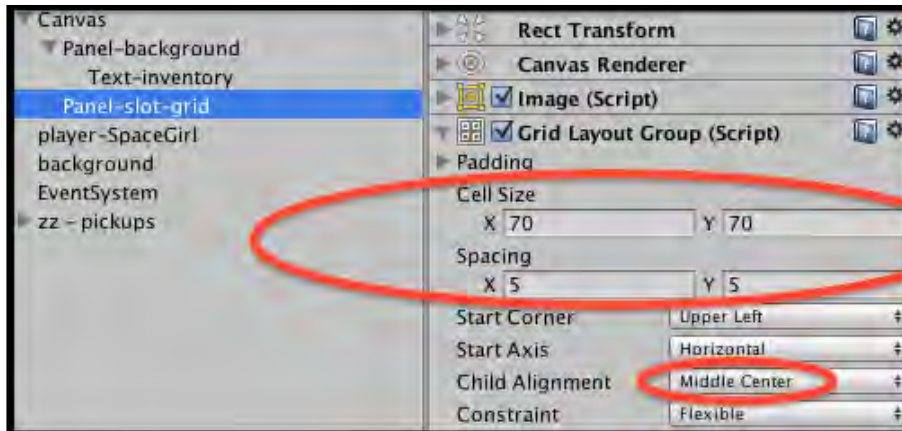 Canvas
Panel-background
Text-inventory
Panel-slot-grid
player-SpaceGirl
background
EventSystem
zz - pickups
Rect Transform
Canvas Renderer
Image (Script)
Grid Layout Group (Script)
Padding
Cell Size
X 70 Y 70
Spacing
X 5 Y 5
Start Corner Upper Left
Start Axis Horizontal
Child Alignment Middle Center
Constraint Flexible